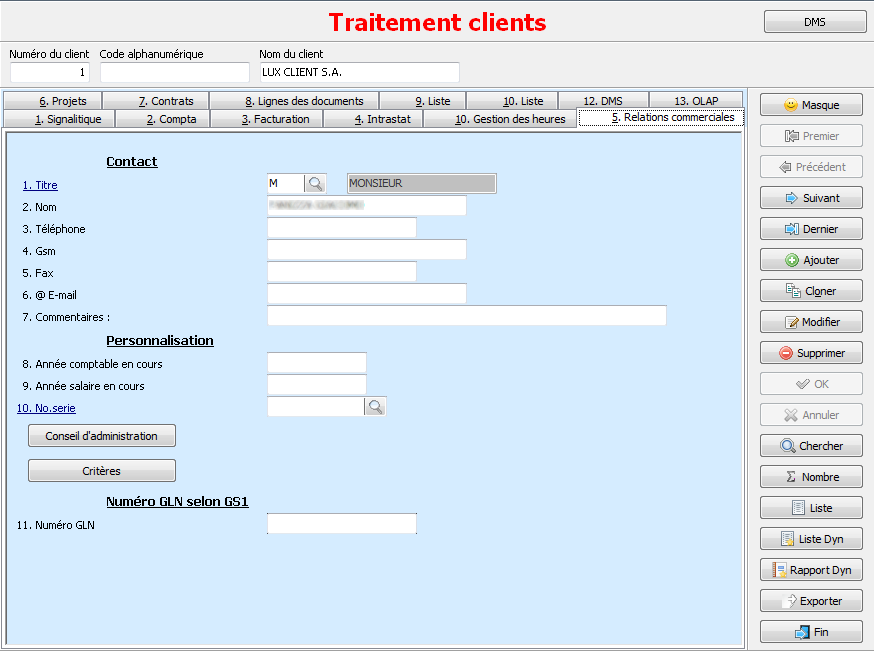 Traitement clients
DMS
Numéro du client Code alphanumérique Nom du client
1 LUX CLIENT S.A.
6. Projets 7. Contrats 8. Lignes des documents 9. Liste 10. Liste 12. DMS 13. OLAP
1. Signalitique 2. Compta 3. Facturation 4. Intrastat 10. Gestion des heures 5. Relations commerciales
Contact
1. Titre M MONSIEUR
2. Nom
3. Téléphone
4. Gsm
5. Fax
6. @ E-mail
7. Commentaires :
Personnalisation
8. Année comptable en cours
9. Année salaire en cours
10. No.serie
Conseil d'administration
Critères
Numéro GLN selon GS1
11. Numéro GLN
Masque
Premier
Précédent
Suivant
Dernier
Ajouter
Cloner
Modifier
Supprimer
OK
Annuler
Chercher
Nombre
Liste
Liste Dyn
Rapport Dyn
Exporter
Fin